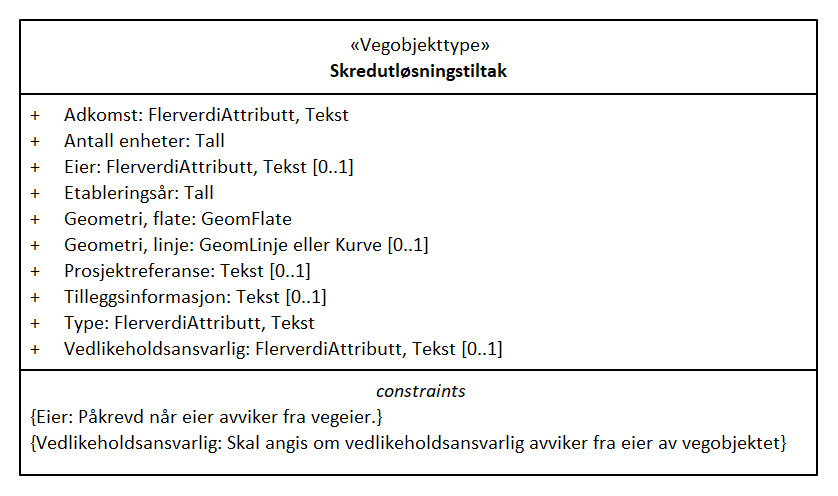 «Vegobjekttype»
Skredutløsningstiltak
+ Adkomst: FlerverdiAttributt, Tekst
+ Antall enheter: Tall
+ Eier: FlerverdiAttributt, Tekst [0..1]
+ Etableringsår: Tall
+ Geometri, flate: GeomFlate
+ Geometri, linje: GeomLinje eller Kurve [0..1]
+ Prosjektreferanse: Tekst [0..1]
+ Tilleggsinformasjon: Tekst [0..1]
+ Type: FlerverdiAttributt, Tekst
+ Vedlikeholdsansvarlig: FlerverdiAttributt, Tekst [0..1]
constraints
{Eier: Påkrevd når eier avviker fra vegeier.}
{Vedlikeholdsansvarlig: Skal angis om vedlikeholdsansvarlig avviker fra eier av vegobjektet}